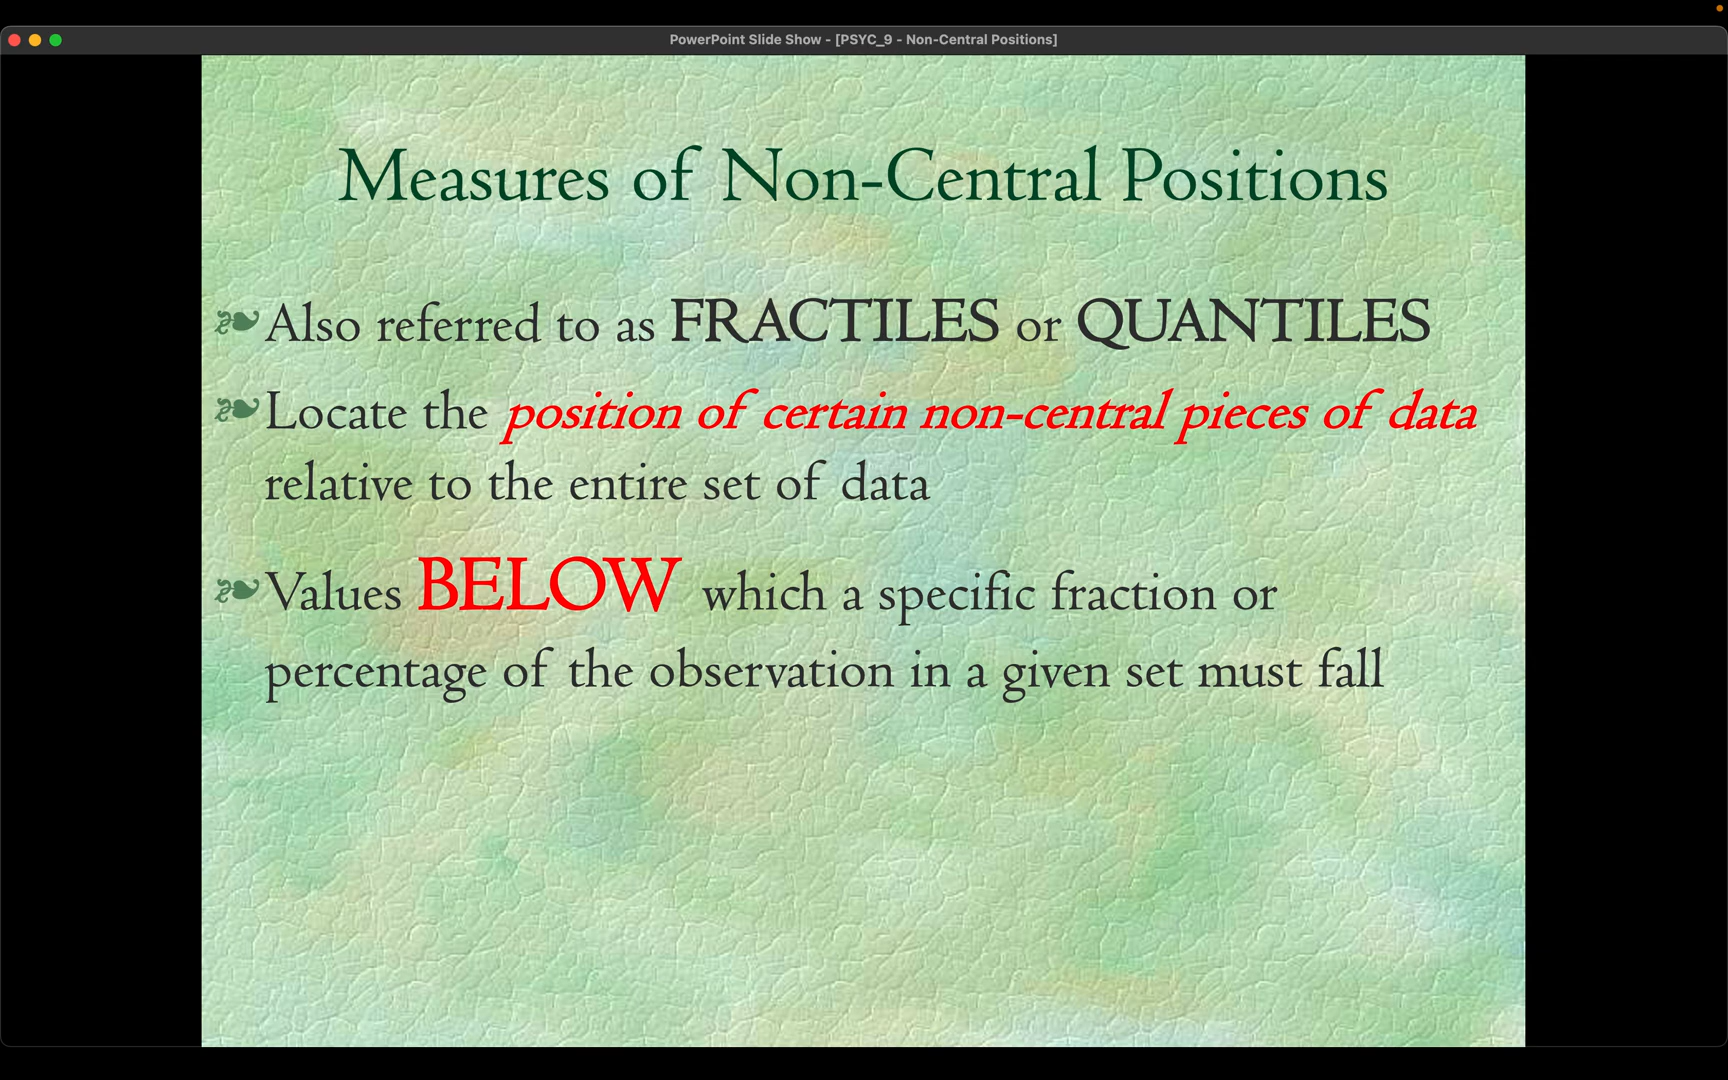 PowerPoint Slide Show - [PSYC_9 - Non-Central Positions]
Measures of Non-Central Positions
Also referred to as FRACTILES or QUANTILES
Locate the position of certain non-central pieces of data
relative to the entire set of data
Values BELOW which a specific fraction or
percentage of the observation in a given set must fall